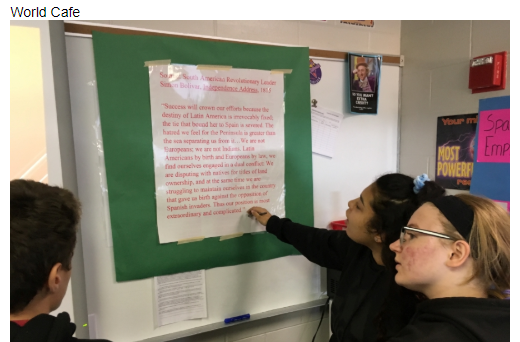 World Cafe
Source: South America; Revolutionary Leader
Simón Bolívar, Independence Address, 1815
"Success will crown our efforts because the
destiny of Latin America is irrevocably fixed;
the tie that bound her to Spain is severed. The
hatred we feel for the Peninsula is greater than
the sea separating us from it... We are not
Europeans; we are not Indians. Latin
Americans by birth and Europeans by law, we
find ourselves engaged in a dual conflict: We
are disputing with natives for titles of land
ownership, and at the same time we are
struggling to maintain ourselves in the country
that gave us birth against the opposition of
Spanish invaders. Thus our position is most
extraordinary and complicated."
Your m
MOST
POWERF
Spa
Emp